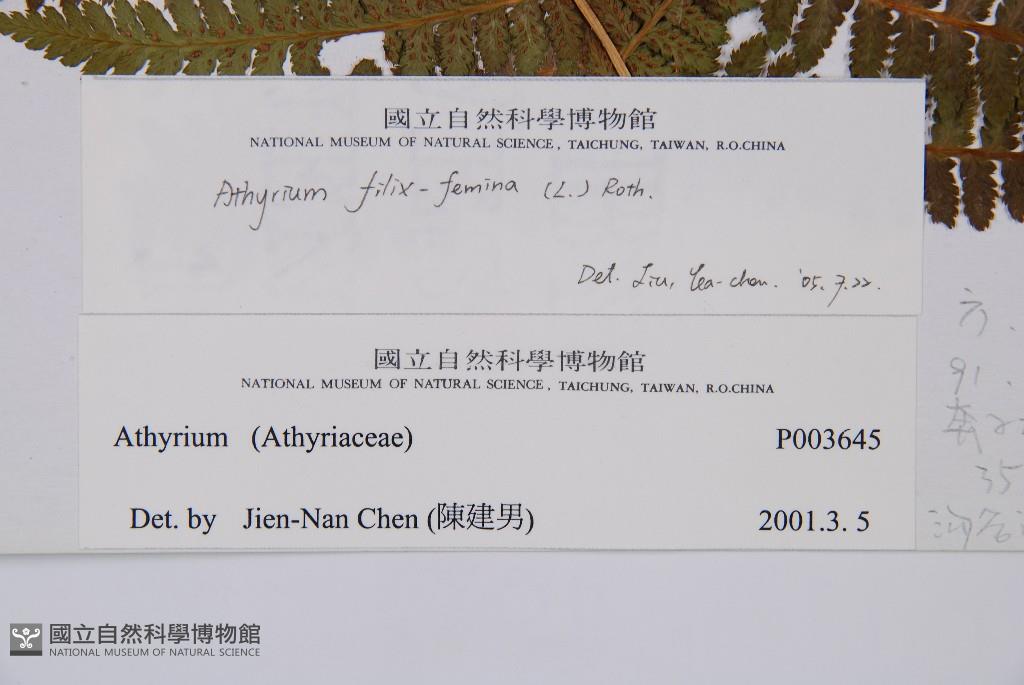 國立自然科學博物館
NATIONAL MUSEUM OF NATURAL SCIENCE, TAICHUNG, TAIWAN, R.O.CHINA
Athyrium filix-femina (L.) Roth.
Det. Liu, Yea-chen. '05.7.22.
國立自然科學博物館
NATIONAL MUSEUM OF NATURAL SCIENCE, TAICHUNG, TAIWAN, R.O.CHINA
Athyrium (Athyriaceae) P003645
Det. by Jien-Nan Chen (陳建男) 2001.3. 5
六.
91.
35
國立自然科學博物館
NATIONAL MUSEUM OF NATURAL SCIENCE